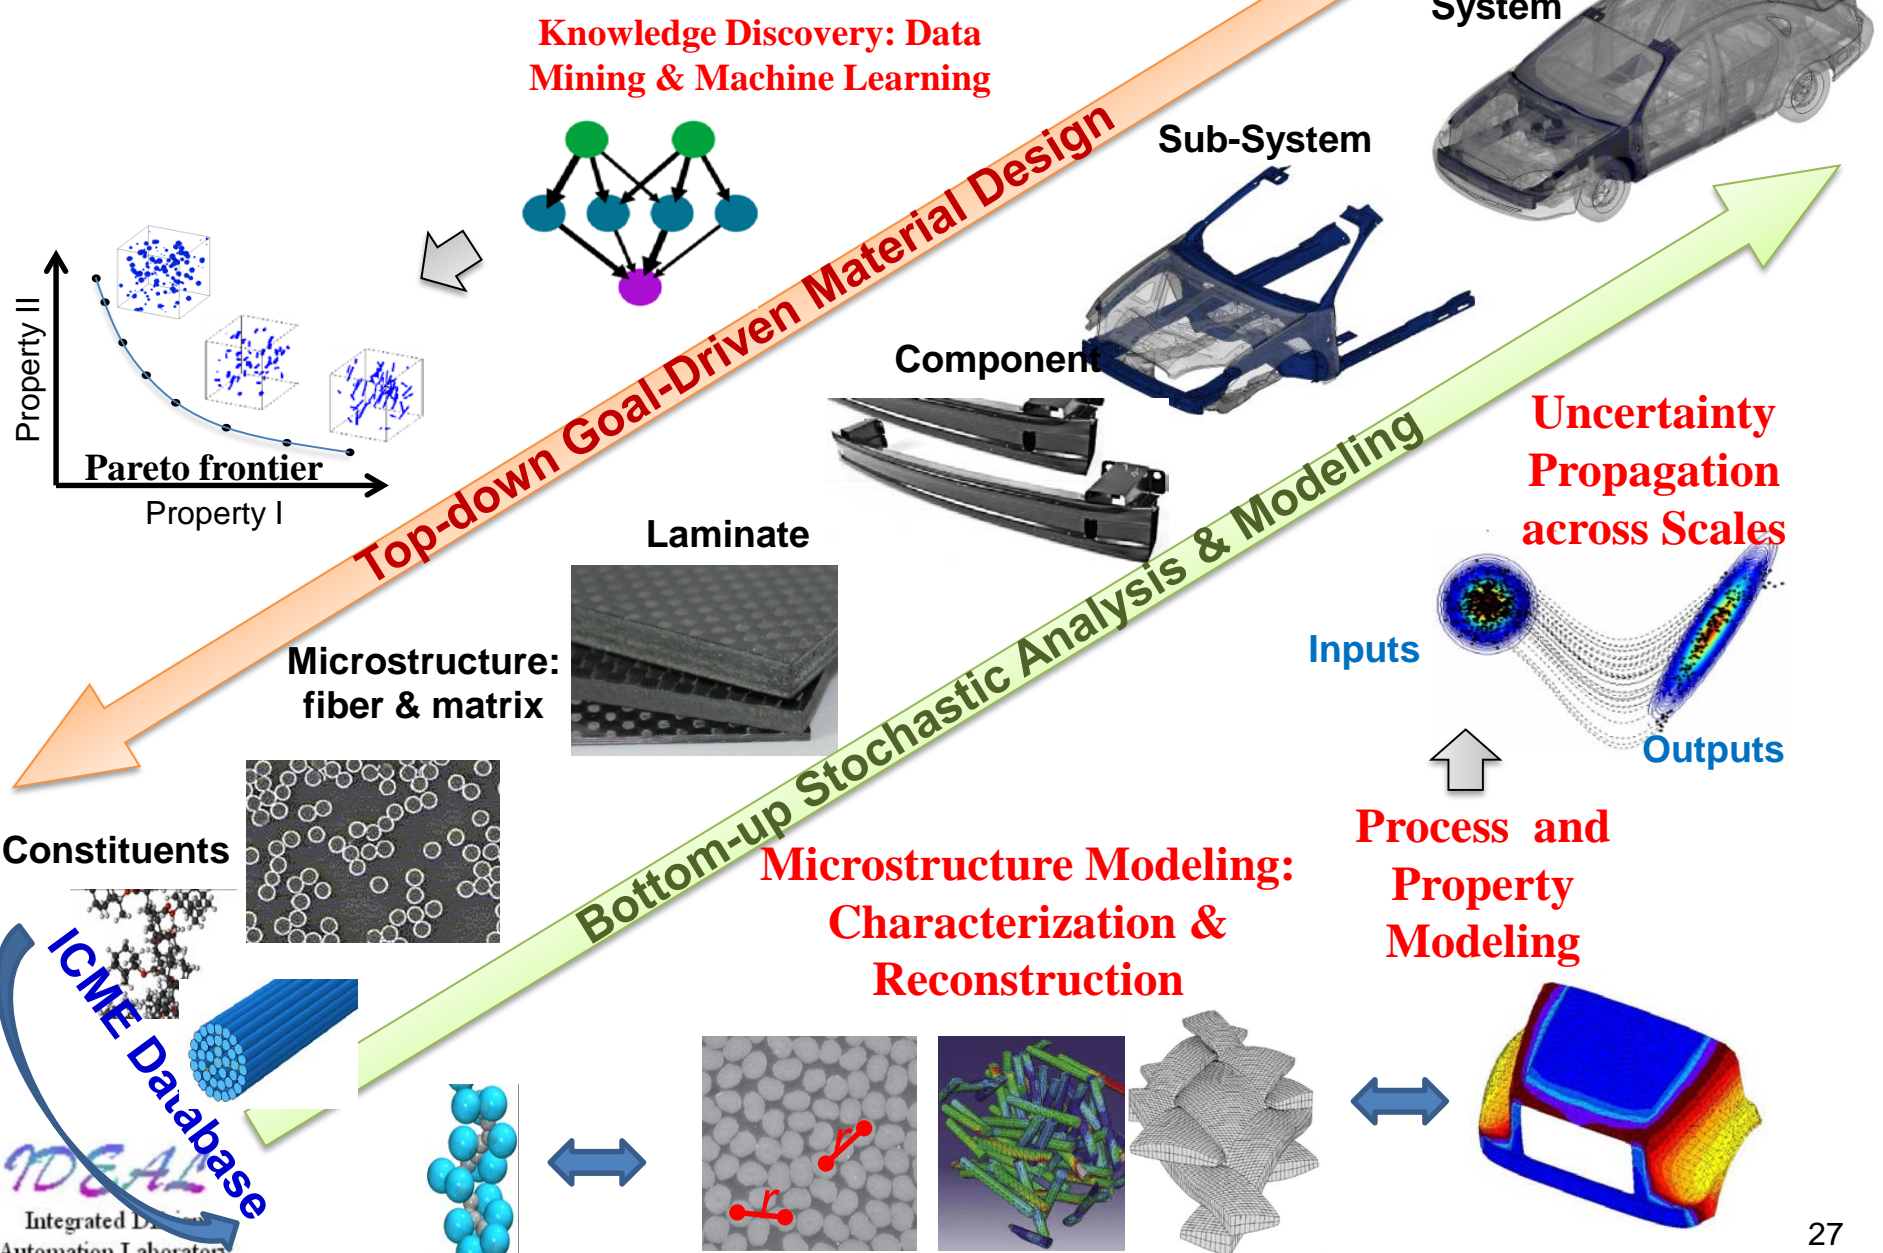 System
Knowledge Discovery: Data
Mining & Machine Learning
Top-down Goal-Driven Material Design
Sub-System
Property II
Pareto frontier
Property I
Component
Uncertainty
Propagation
across Scales
Laminate
Bottom-up Stochastic Analysis & Modeling
Inputs
Outputs
Microstructure:
fiber & matrix
Constituents
Process and
Property
Modeling
Microstructure Modeling:
Characterization &
Reconstruction
ICME Database
r
r
IDEAL
Integrated
Automation Laboratory
27